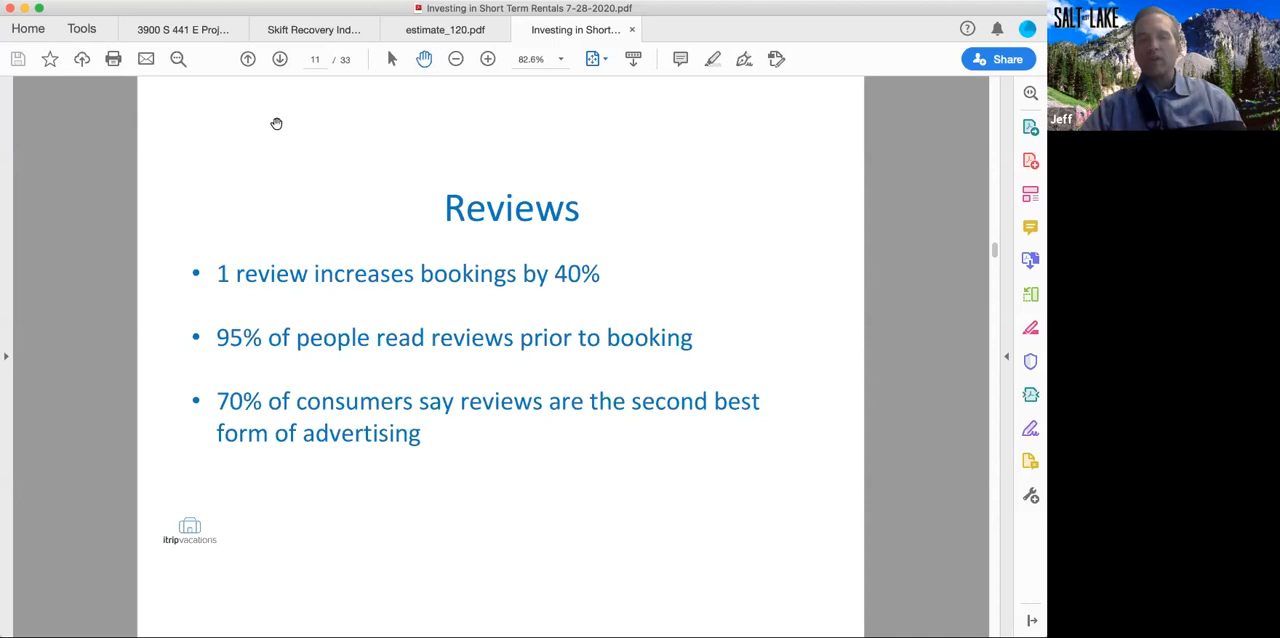 Investing in Short Term Rentals 7-28-2020.pdf
Home
Tools
3900 S 441 E Proj...
Skift Recovery Ind...
estimate_120.pdf
Investing in Short... ×
11 / 33
82.6%
Share
SALT LAKE
Jeff
Reviews
• 1 review increases bookings by 40%
• 95% of people read reviews prior to booking
• 70% of consumers say reviews are the second best
form of advertising
itripvacations